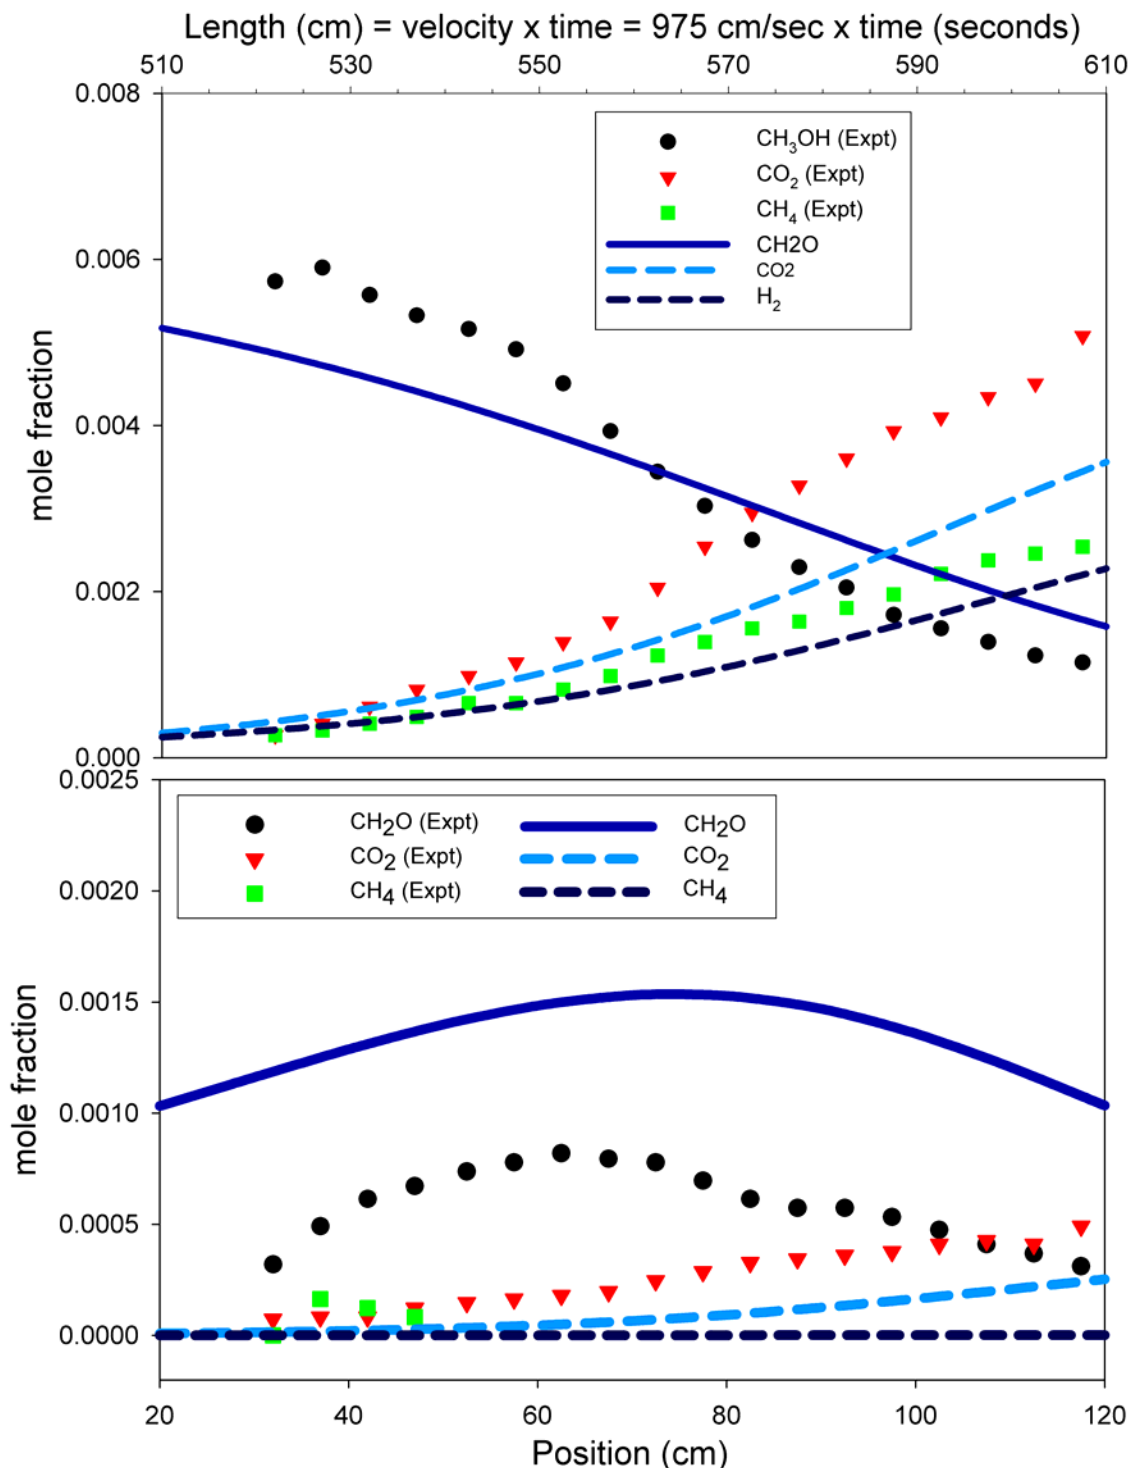 Length (cm) = velocity x time = 975 cm/sec x time (seconds)
510 530 550 570 590 610
0.008
0.006
0.004
0.002
0.000
mole fraction
CH3OH (Expt)
CO2 (Expt)
CH4 (Expt)
CH2O
CO2
H2
0.0025
0.0020
0.0015
0.0010
0.0005
0.0000
mole fraction
CH2O (Expt) CH2O
CO2 (Expt) CO2
CH4 (Expt) CH4
20 40 60 80 100 120
Position (cm)